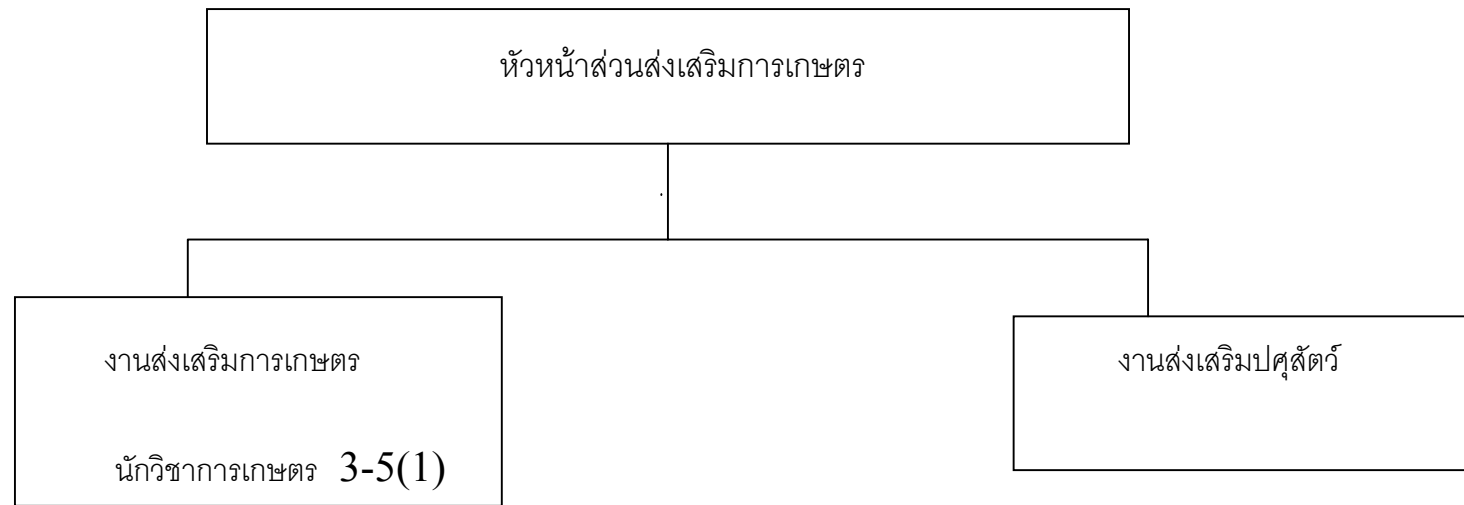 หัวหน้าส่วนส่งเสริมการเกษตร
งานส่งเสริมการเกษตร
นักวิชาการเกษตร 3-5(1)
งานส่งเสริมปศุสัตว์